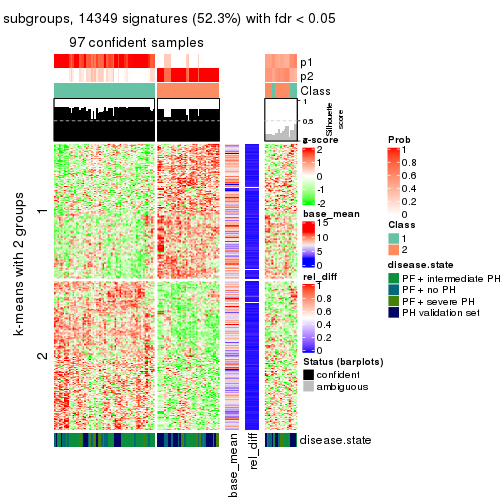 subgroups, 14349 signatures (52.3%) with fdr < 0.05
97 confident samples
p1
p2
Class
1
0.5
0
Silhouette
score
k-means with 2 groups
1
2
z-score
2
1
0
-1
-2
base_mean
15
10
5
0
rel_diff
1
0.8
0.6
0.4
0.2
0
Status (barplots)
confident
ambiguous
Prob
1
0.8
0.6
0.4
0.2
0
Class
1
2
disease.state
PF + intermediate PH
PF + no PH
PF + severe PH
PH validation set
disease.state
base_mean
rel_diff